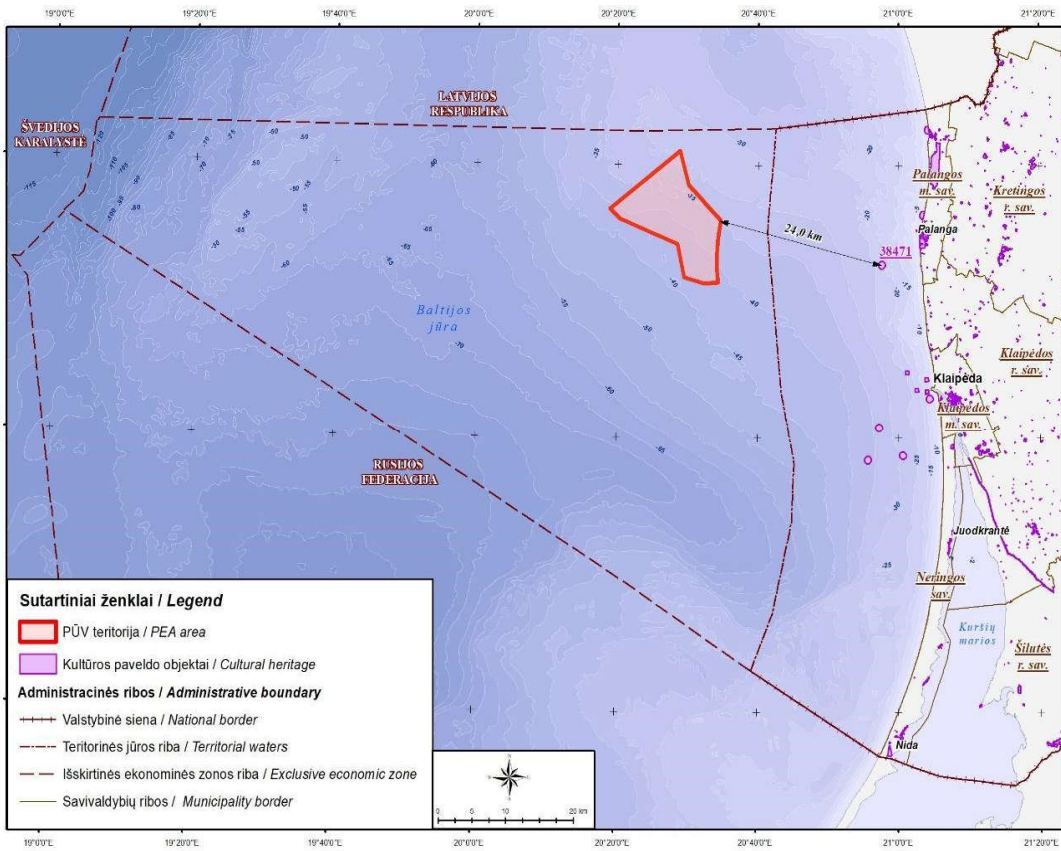 19°0'0"E 19°20'0"E 19°40'0"E 20°0'0"E 20°20'0"E 20°40'0"E 21°0'0"E 21°20'0"E
LATVIJOS
RESPUBLIKA
ŠVEDIJOS
KARALYSTĖ
Palangos
m. sav.
Kretingos
r. sav.
Palanga
24,0 km
38471
Baltijos
jūra
Klaipėdos
r. sav.
Klaipėda
Klaipėdos
m. sav.
RUSIJOS
FEDERACIJA
Juodkrantė
Neringos
sav.
Kuršių
marios
Šilutės
r. sav.
Nida
Sutartiniai ženklai / Legend
PŪV teritorija / PEA area
Kultūros paveldo objektai / Cultural heritage
Administracinės ribos / Administrative boundary
Valstybinė siena / National border
Teritorinės jūros riba / Territorial waters
Išskirtinės ekonominės zonos riba / Exclusive economic zone
Savivaldybių ribos / Municipality border
0 5 10 20 km
19°0'0"E 19°20'0"E 19°40'0"E 20°0'0"E 20°20'0"E 20°40'0"E 21°0'0"E 21°20'0"E